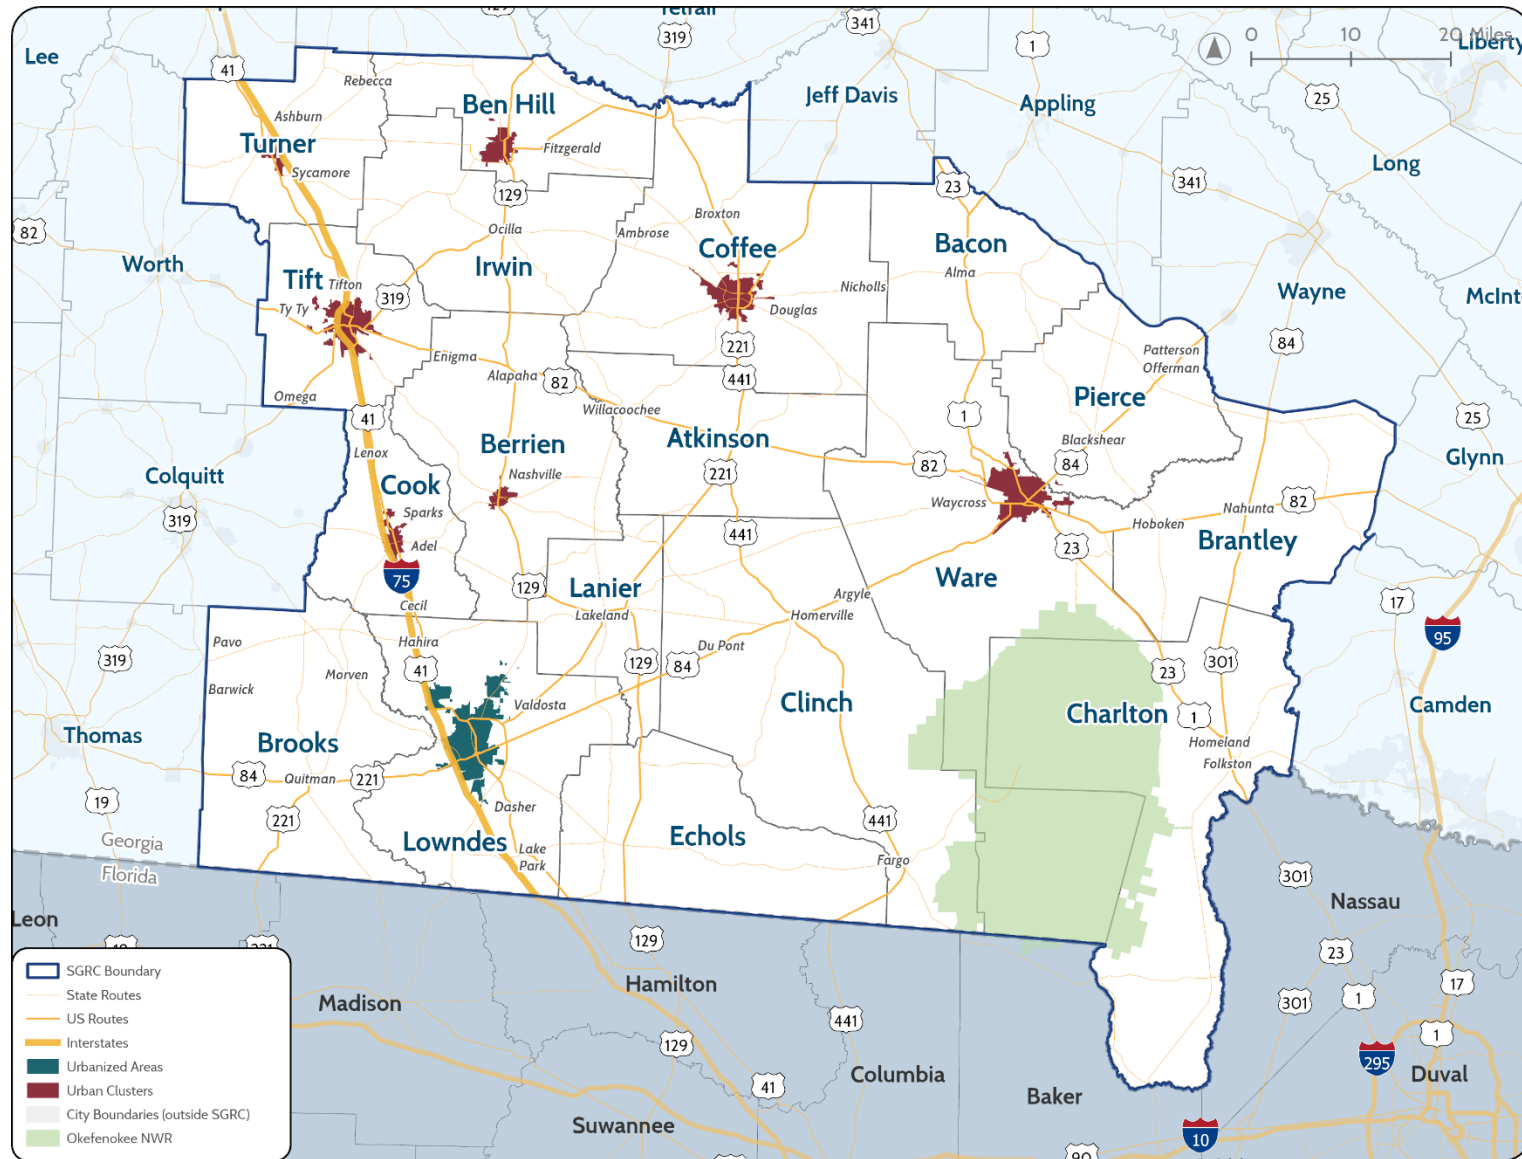 Telfair
129
319
341
1
0 10 20 Miles
Liberty
Lee
41
Rebecca
Ben Hill
Jeff Davis
Appling
25
Ashburn
Turner
Fitzgerald
Sycamore
Long
341
23
129
Broxton
82
Ocilla
Ambrose
Coffee
Bacon
Worth
Irwin
Alma
Tift
Tifton
319
Nicholls
Wayne
McInt
Ty Ty
Douglas
221
84
Enigma
Patterson
Offerman
Alapaha
82
441
Omega
Willacoochee
Pierce
41
1
25
Berrien
Atkinson
Blackshear
Lenox
Glynn
Colquitt
Nashville
221
82
84
Cook
Waycross
82
Sparks
Nahunta
319
Hoboken
441
Adel
23
Brantley
75
129
Lanier
Ware
Argyle
Cecil
Lakeland
Homerville
17
95
Pavo
Hahira
Du Pont
319
Morven
41
129
84
23
301
Barwick
Valdosta
Clinch
Charlton
1
Camden
Thomas
Brooks
Homeland
84
Quitman
221
Folkston
19
Dasher
221
441
Georgia
Lowndes
Lake
Park
Echols
Fargo
Florida
301
Nassau
Leon
129
23
Hamilton
Madison
301
1
17
441
129
1
295
Columbia
41
Baker
Duval
Suwannee
10
90
SGRC Boundary
State Routes
US Routes
Interstates
Urbanized Areas
Urban Clusters
City Boundaries (outside SGRC)
Okefenokee NWR